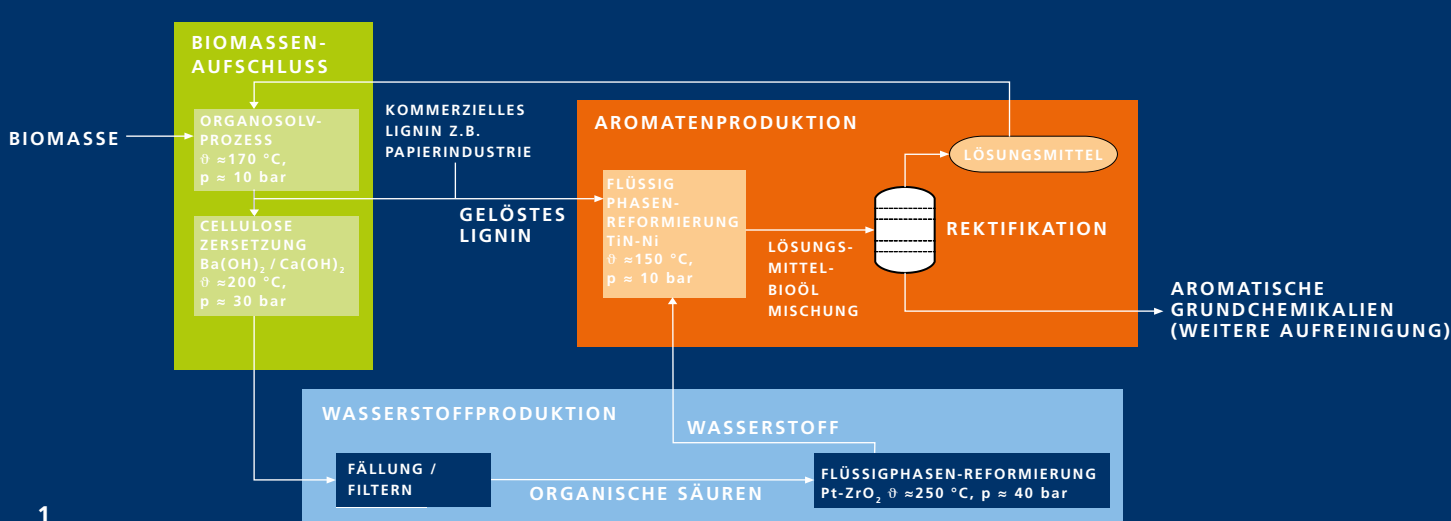 BIOMASSEN-
AUFSCHLUSS
BIOMASSE
ORGANOSOLV-
PROZESS
ϑ ≈170 °C,
p ≈ 10 bar
CELLULOSE
ZERSETZUNG
Ba(OH)₂ / Ca(OH)₂
ϑ ≈200 °C,
p ≈ 30 bar
KOMMERZIELLES
LIGNIN Z.B.
PAPIERINDUSTRIE
GELÖSTES
LIGNIN
AROMATENPRODUKTION
FLÜSSIG
PHASEN-
REFORMIERUNG
TiN-Ni
ϑ ≈150 °C,
p ≈ 10 bar
LÖSUNGS-
MITTEL-
BIOÖL
MISCHUNG
LÖSUNGSMITTEL
REKTIFIKATION
AROMATISCHE
GRUNDCHEMIKALIEN
(WEITERE AUFREINIGUNG)
WASSERSTOFFPRODUKTION
WASSERSTOFF
FÄLLUNG /
FILTERN
ORGANISCHE SÄUREN
FLÜSSIGPHASEN-REFORMIERUNG
Pt-ZrO₂ ϑ ≈250 °C, p ≈ 40 bar
1